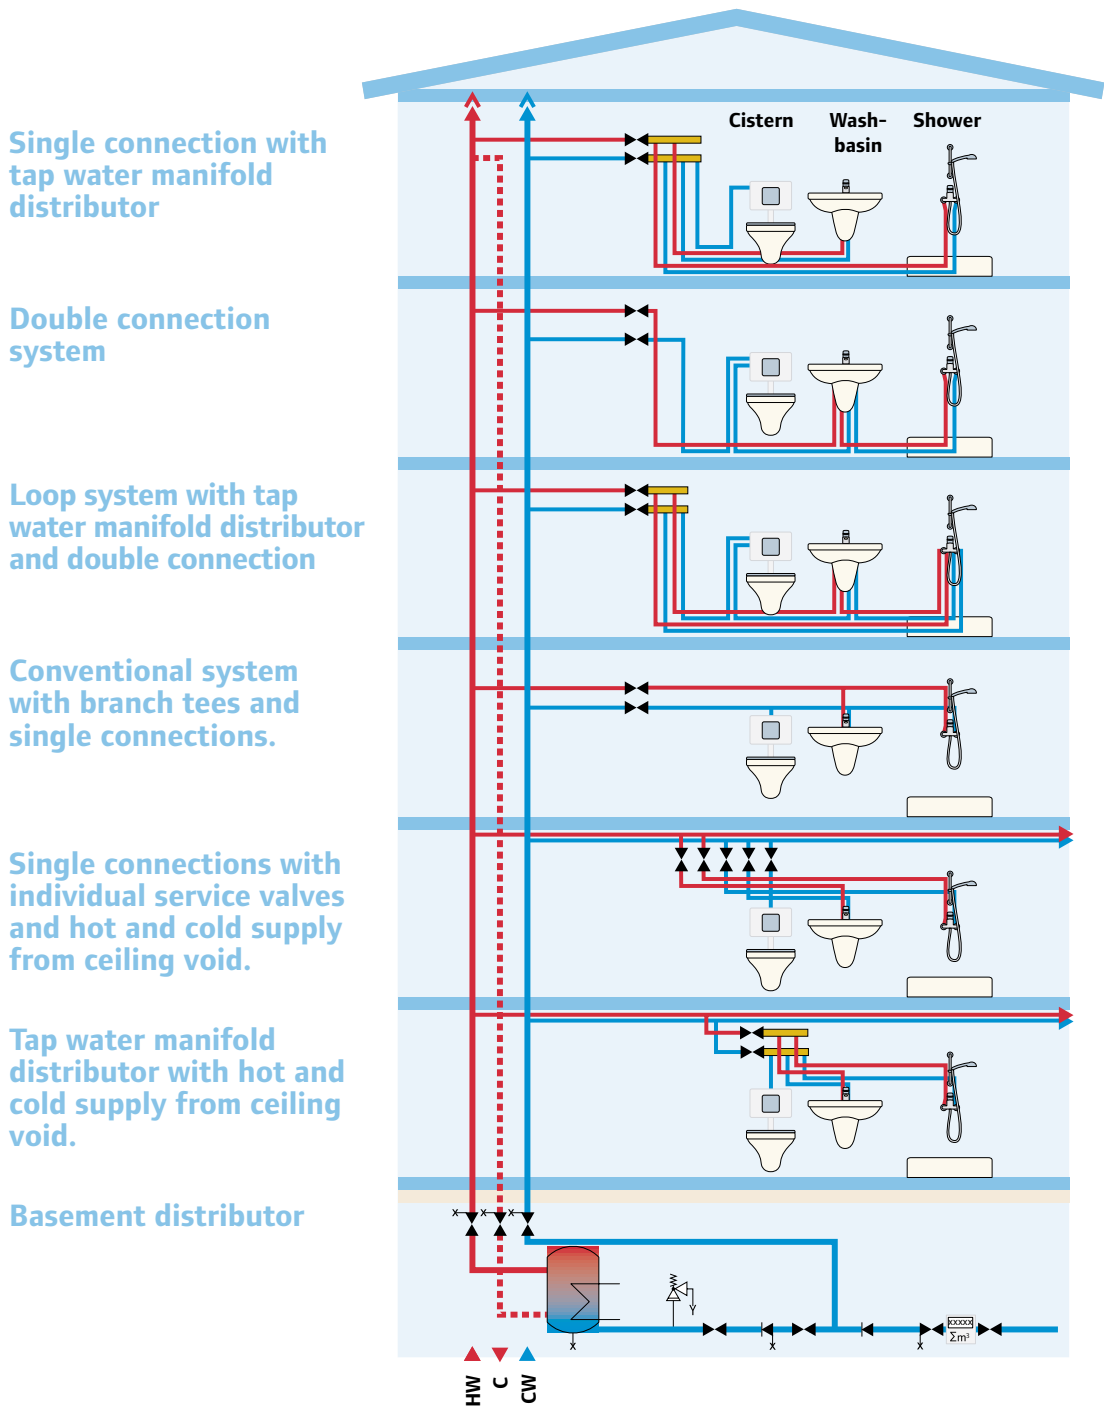 Cistern
Wash-
basin
Shower
Single connection with
tap water manifold
distributor
Double connection
system
Loop system with tap
water manifold distributor
and double connection
Conventional system
with branch tees and
single connections.
Single connections with
individual service valves
and hot and cold supply
from ceiling void.
Tap water manifold
distributor with hot and
cold supply from ceiling
void.
Basement distributor
x x x
xxxxx
Σm³
x x x
HW
C
CW